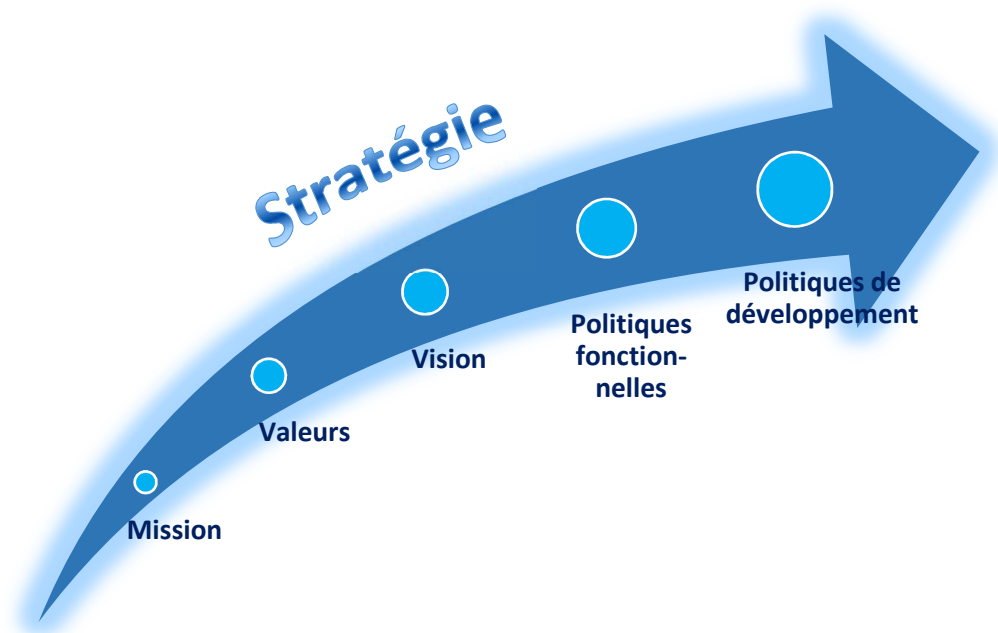 Stratégie
Mission
Valeurs
Vision
Politiques
fonction-
nelles
Politiques de
développement